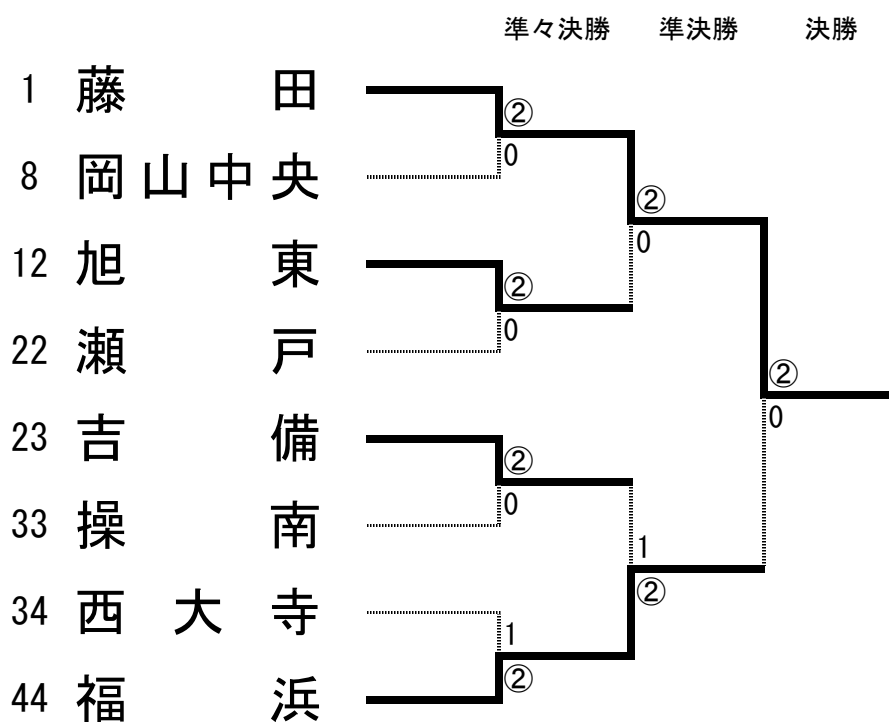 準々決勝 準決勝 決勝
1 藤田
②
8 岡山中央
0
②
12 旭東
0
②
22 瀬戸
0
②
23 吉備
0
②
33 操南
0
1
34 西大寺
②
1
44 福浜
②